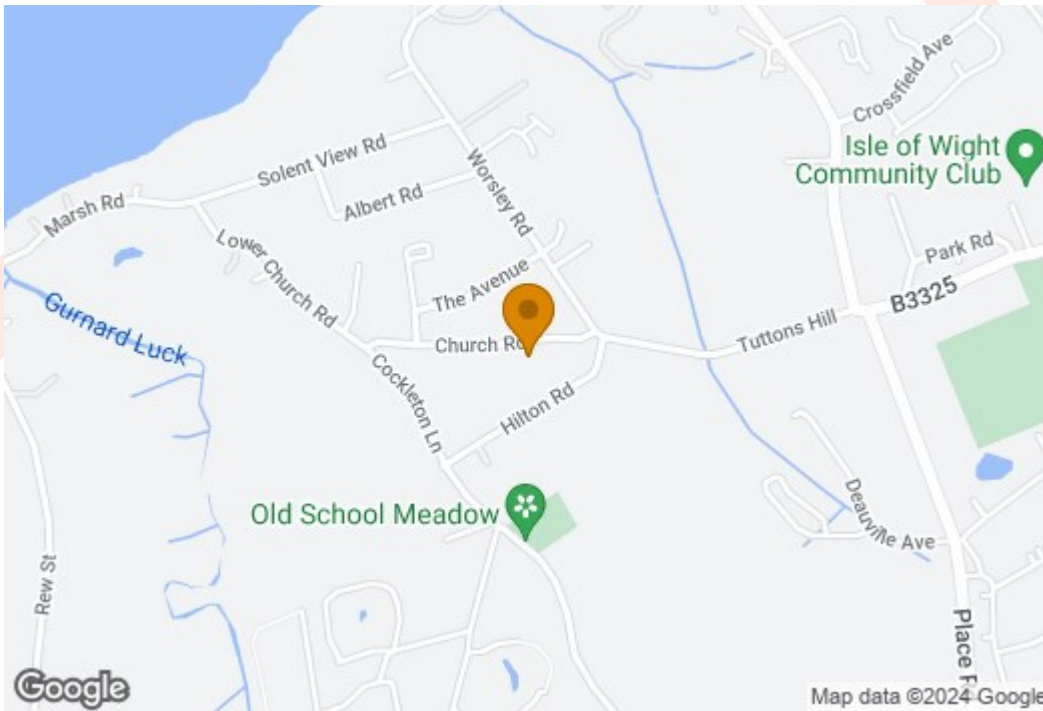 Crossfield Ave
Isle of Wight
Community Club
Solent View Rd
Worsley Rd
Albert Rd
Marsh Rd
Lower Church Rd
Park Rd
The Avenue
B3325
Gurnard Luck
Church Rd
Tuttons Hill
Cockleton Ln
Hilton Rd
Old School Meadow
Deauville Ave
Rew St
Place R
Google
Map data ©2024 Google